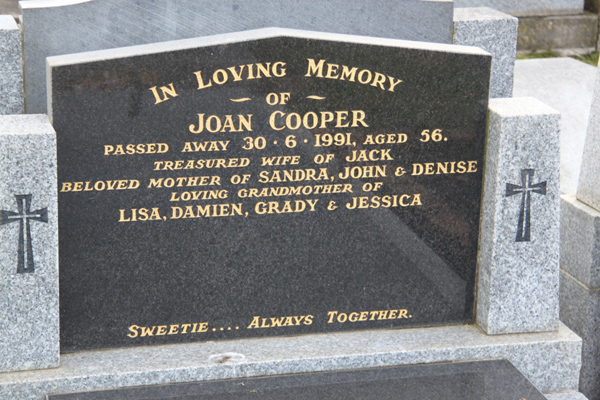 In Loving Memory
~ OF ~
JOAN COOPER
PASSED AWAY 30·6·1991, AGED 56.
TREASURED WIFE OF JACK
BELOVED MOTHER OF SANDRA, JOHN & DENISE
LOVING GRANDMOTHER OF
LISA, DAMIEN, GRADY & JESSICA
SWEETIE.... ALWAYS TOGETHER.